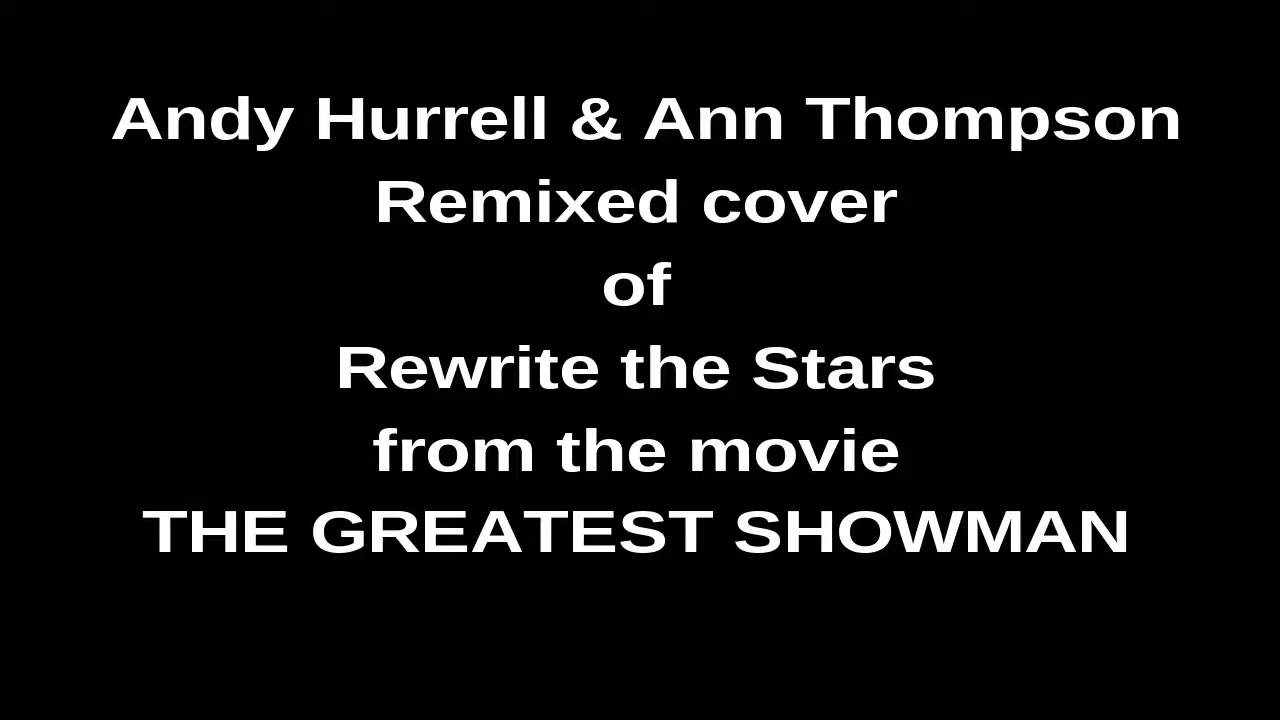 Andy Hurrell & Ann Thompson
Remixed cover
of
Rewrite the Stars
from the movie
THE GREATEST SHOWMAN